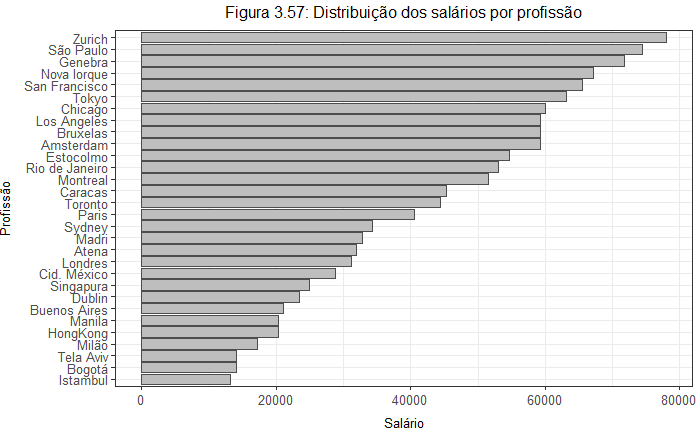 Figura 3.57: Distribuição dos salários por profissão
Profissão
Zurich
São Paulo
Genebra
Nova Iorque
San Francisco
Tokyo
Chicago
Los Angeles
Bruxelas
Amsterdam
Estocolmo
Rio de Janeiro
Montreal
Caracas
Toronto
Paris
Sydney
Madri
Atena
Londres
Cid. México
Singapura
Dublin
Buenos Aires
Manila
HongKong
Milão
Tela Aviv
Bogotá
Istambul
0 20000 40000 60000 80000
Salário